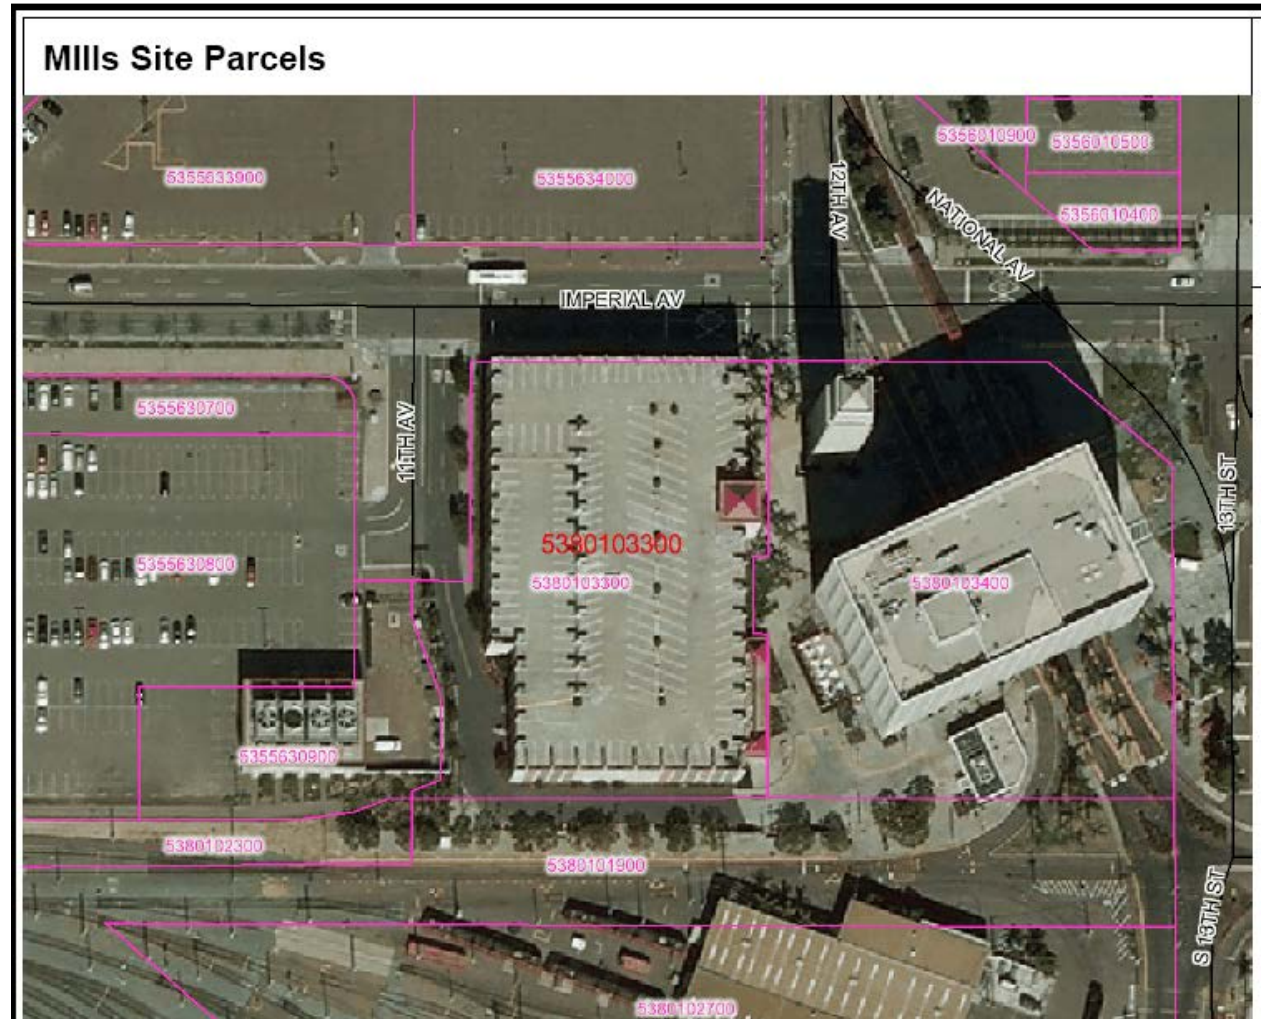 MIlls Site Parcels
5356010900
5356010500
5355633900
5355634000
12TH AV
NATIONAL AV
5356010400
IMPERIAL AV
5355630700
11TH AV
13TH ST
5380103300
5355630800
5380103300
5380103400
5355630900
5380102300
5380101900
S 13TH ST
5380102700